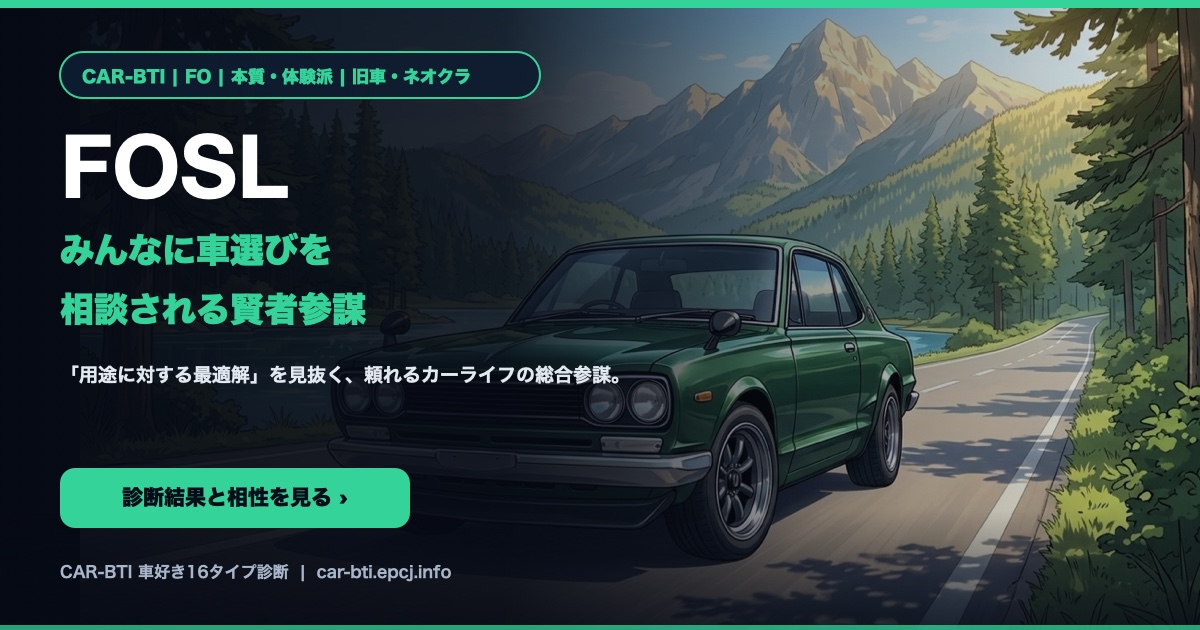 CAR-BTI | FO | 本質・体験派 | 旧車・ネオクラ
FOSL
みんなに車選びを
相談される賢者参謀
「用途に対する最適解」を見抜く、頼れるカーライフの総合参謀。
診断結果と相性を見る ›
CAR-BTI 車好き16タイプ診断 | car-bti.epcj.info